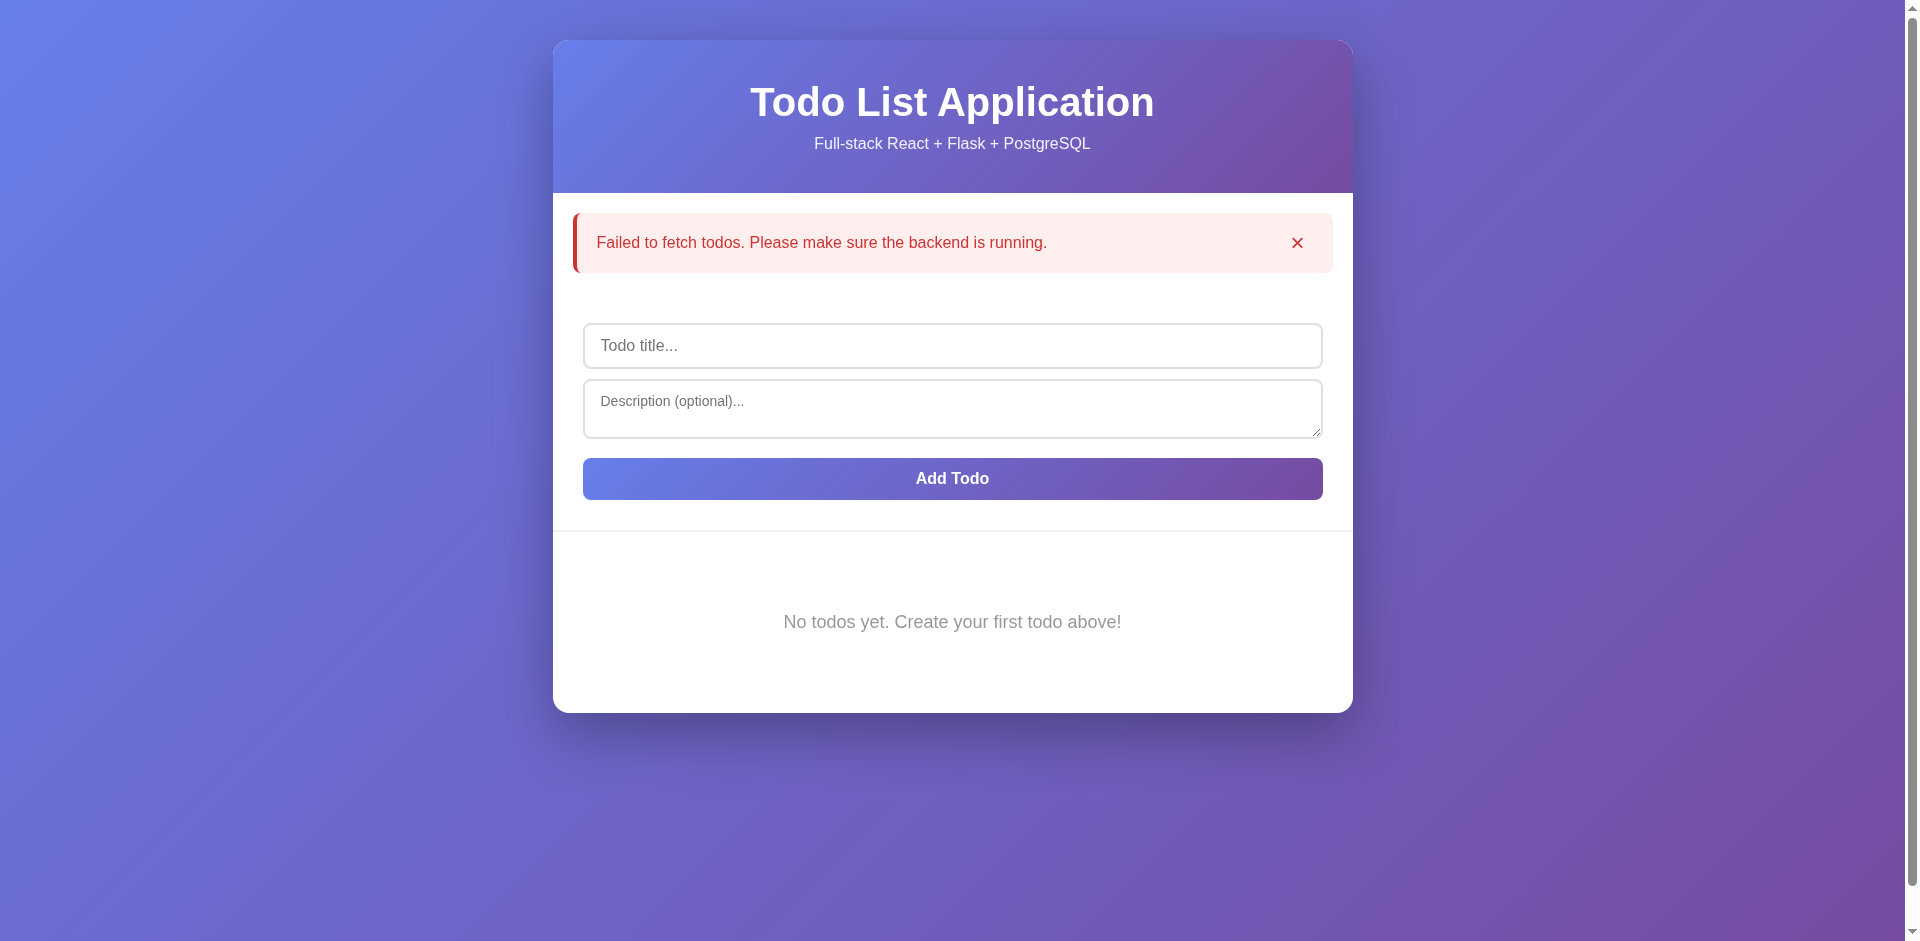 Todo List Application
Full-stack React + Flask + PostgreSQL
Failed to fetch todos. Please make sure the backend is running.
Todo title...
Description (optional)...
Add Todo
No todos yet. Create your first todo above!